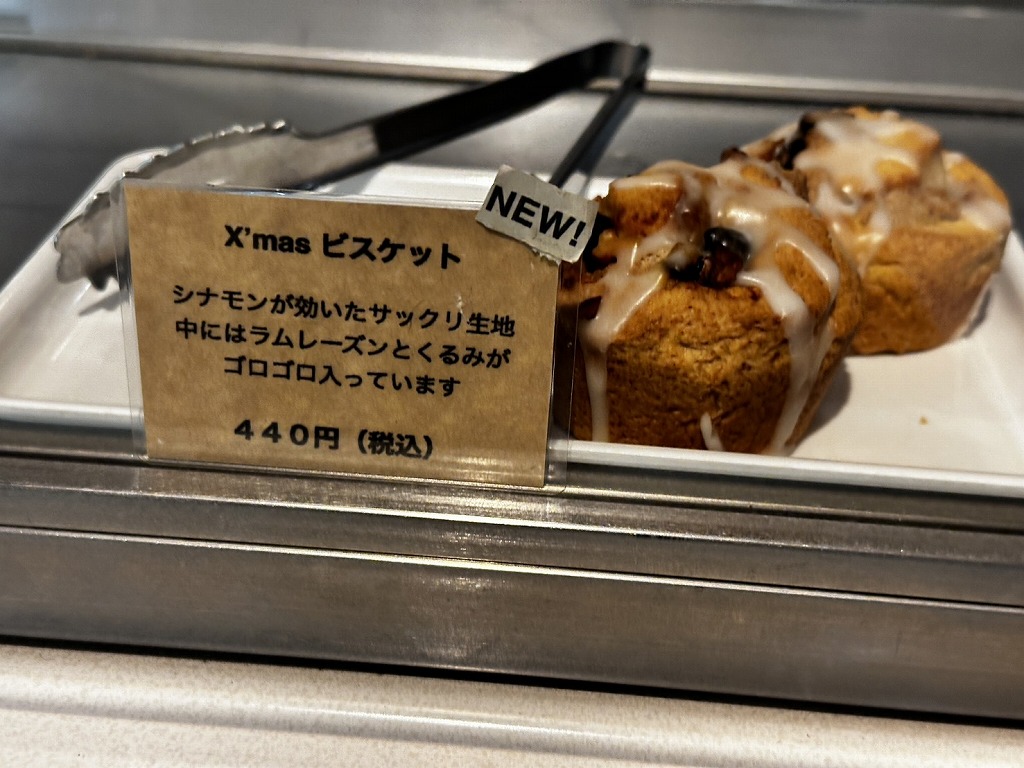 NEW!
X'mas ビスケット
シナモンが効いたサックリ生地
中にはラムレーズンとくるみが
ゴロゴロ入っています
440円（税込）